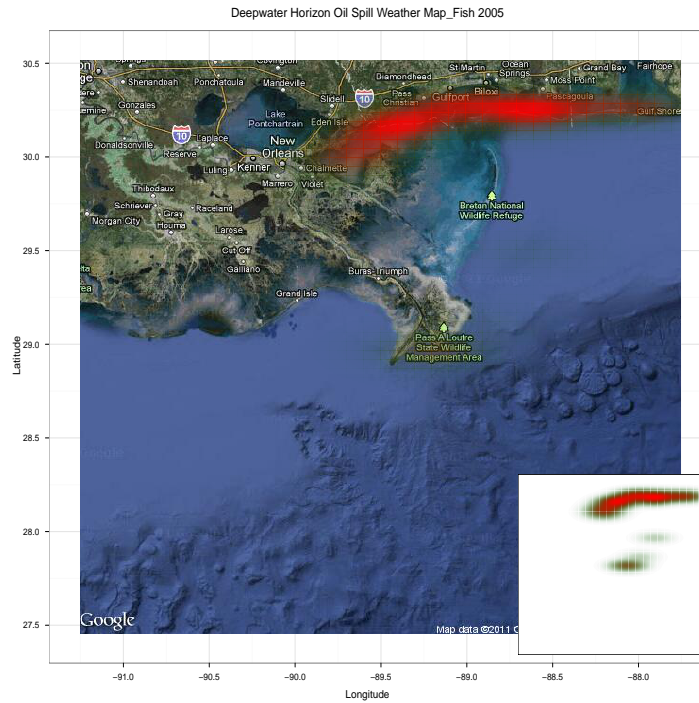 Deepwater Horizon Oil Spill Weather Map_Fish 2005
30.5
30.0
29.5
29.0
28.5
28.0
27.5
Latitude
Covington
Shenandoah
Ponchatoula
Mandeville
Gonzales
Slidell
10
Diamondhead
Pass
Christian
Gulfport
Biloxi
St Martin
Ocean
Springs
Moss Point
Pascagoula
Grand Bay
Fairhope
Gulf Shore
Lake
Pontchartrain
Eden Isle
10
Donaldsonville
Laplace
Reserve
New
Orleans
Luling
Kenner
Chalmette
Marrero
Violet
Thibodaux
Schriever
Gray
Raceland
Morgan City
Houma
Larose
Cut Off
Galliano
Breton National
Wildlife Refuge
Buras-Triumph
Grand Isle
Pass A Loutre
State Wildlife
Management Area
Google
Map data ©2011
−91.0
−90.5
−90.0
−89.5
−89.0
−88.5
−88.0
Longitude